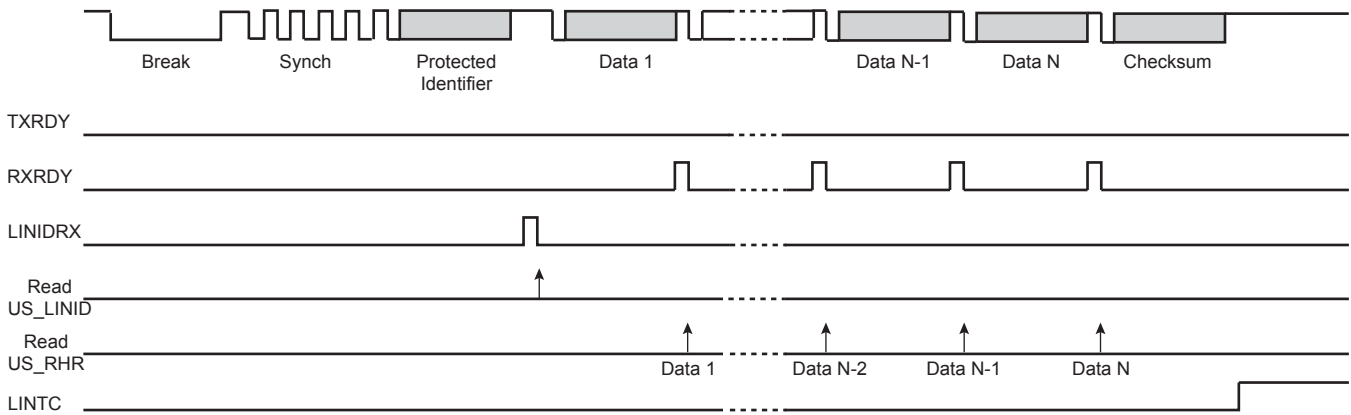 Break Synch Protected Data 1 Data N-1 Data N Checksum
Identifier
TXRDY
RXRDY
LINIDRX
Read
US_LINID
Read
US_RHR
Data 1 Data N-2 Data N-1 Data N
LINTC